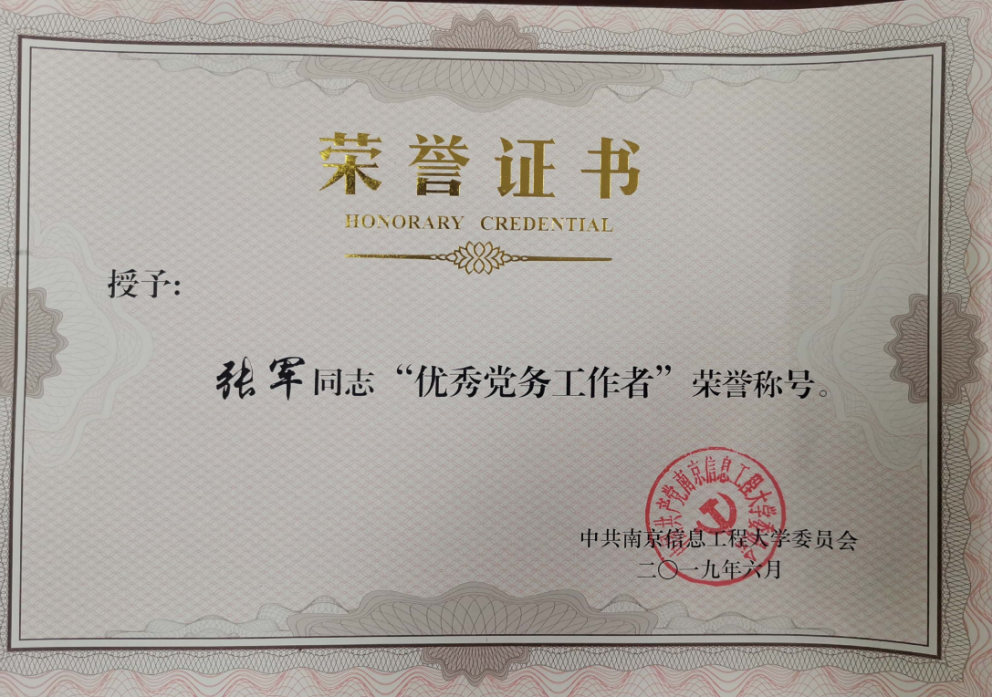 荣誉证书
HONORARY CREDENTIAL
授予:
张军同志“优秀党务工作者”荣誉称号。
中共南京信息工程大学委员会
二〇一九年六月